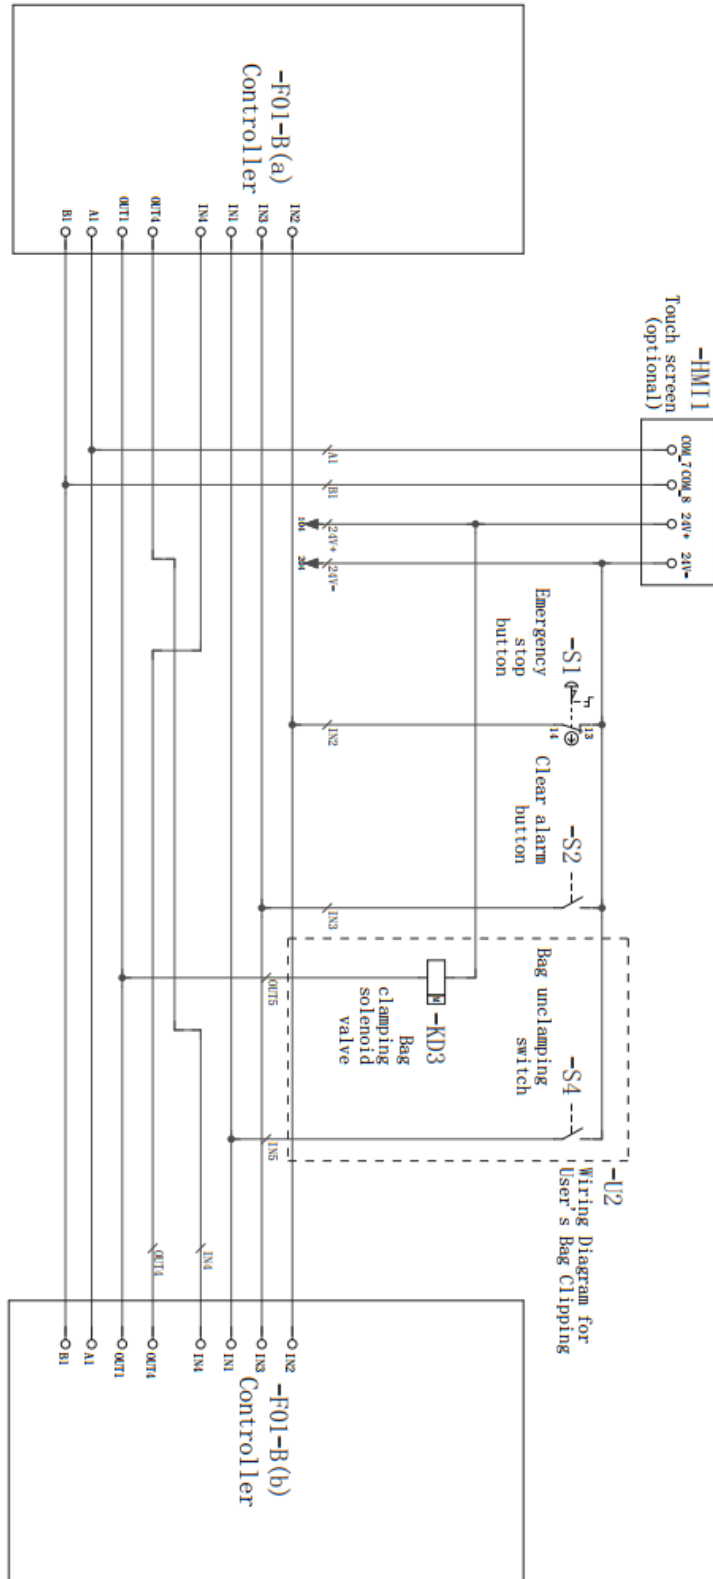 -F01-B(a)
Controller
B1
A1
OUT1
OUT4
IN4
IN1
IN3
IN2
-HMI1
Touch screen
(optional)
COM_7
COM_8
24V+
24V-
A1
B1
24V+
24V-
1D4
2D4
-S1
Emergency
stop
button
13
14
IN2
-S2
Clear alarm
button
IN3
-KD3
Bag
clamping
solenoid
valve
M
OUT5
-S4
Bag unclamping
switch
IN5
-U2
Wiring Diagram for
User's Bag Clipping
IN4
OUT4
-F01-B(b)
Controller
B1
A1
OUT1
OUT4
IN4
IN1
IN3
IN2